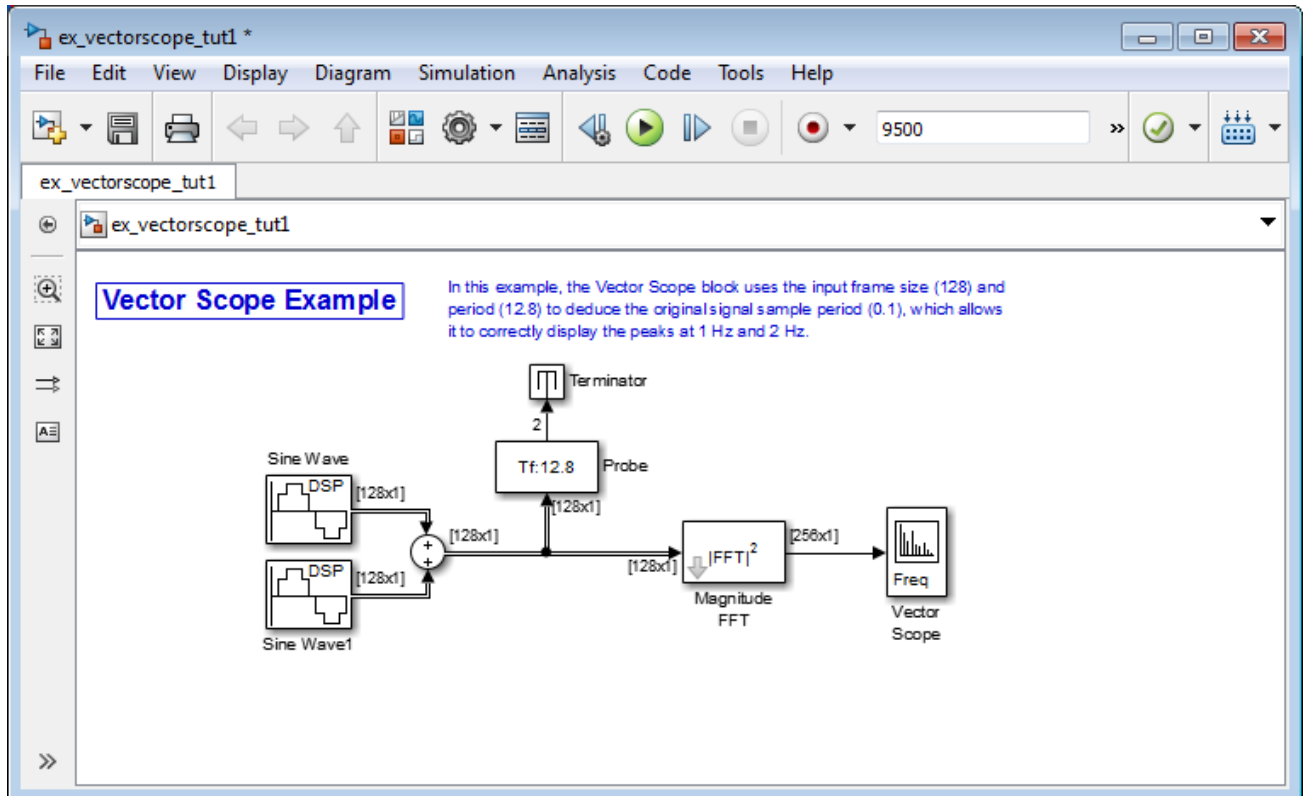 ex_vectorscope_tut1 *
File Edit View Display Diagram Simulation Analysis Code Tools Help
9500
»
ex_vectorscope_tut1
ex_vectorscope_tut1
Vector Scope Example
In this example, the Vector Scope block uses the input frame size (128) and
period (12.8) to deduce the original signal sample period (0.1), which allows
it to correctly display the peaks at 1 Hz and 2 Hz.
Terminator
2
Tf:12.8
Probe
[128x1]
Sine Wave
DSP
[128x1]
[128x1]
+
+
DSP
[128x1]
Sine Wave1
[128x1]
|FFT|2
Magnitude
FFT
[256x1]
Freq
Vector
Scope
A
»